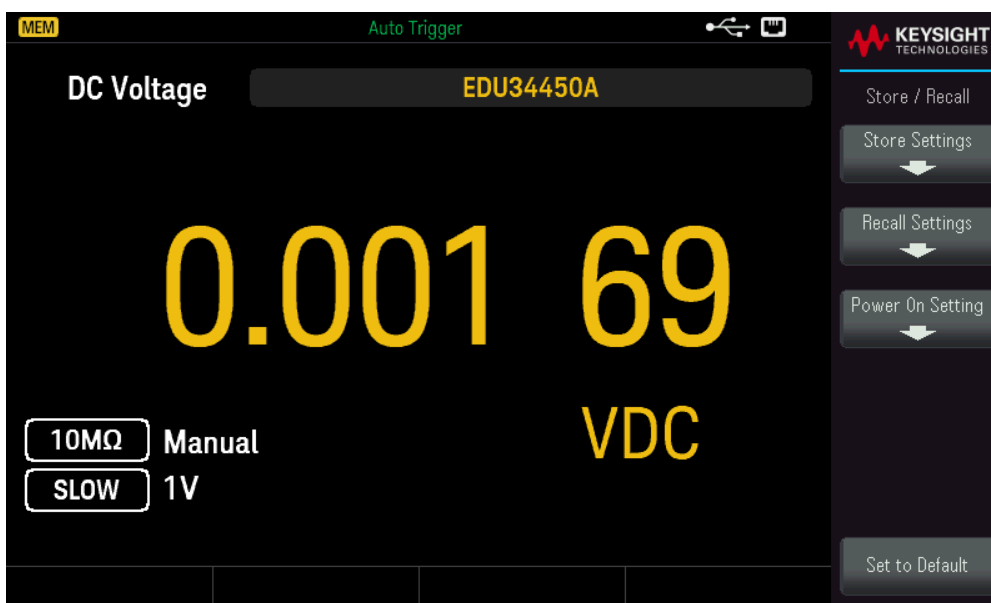 MEM
Auto Trigger
KEYSIGHT
TECHNOLOGIES
DC Voltage
EDU34450A
Store / Recall
Store Settings
Recall Settings
Power On Setting
0.001 69
VDC
10MΩ Manual
SLOW 1V
Set to Default